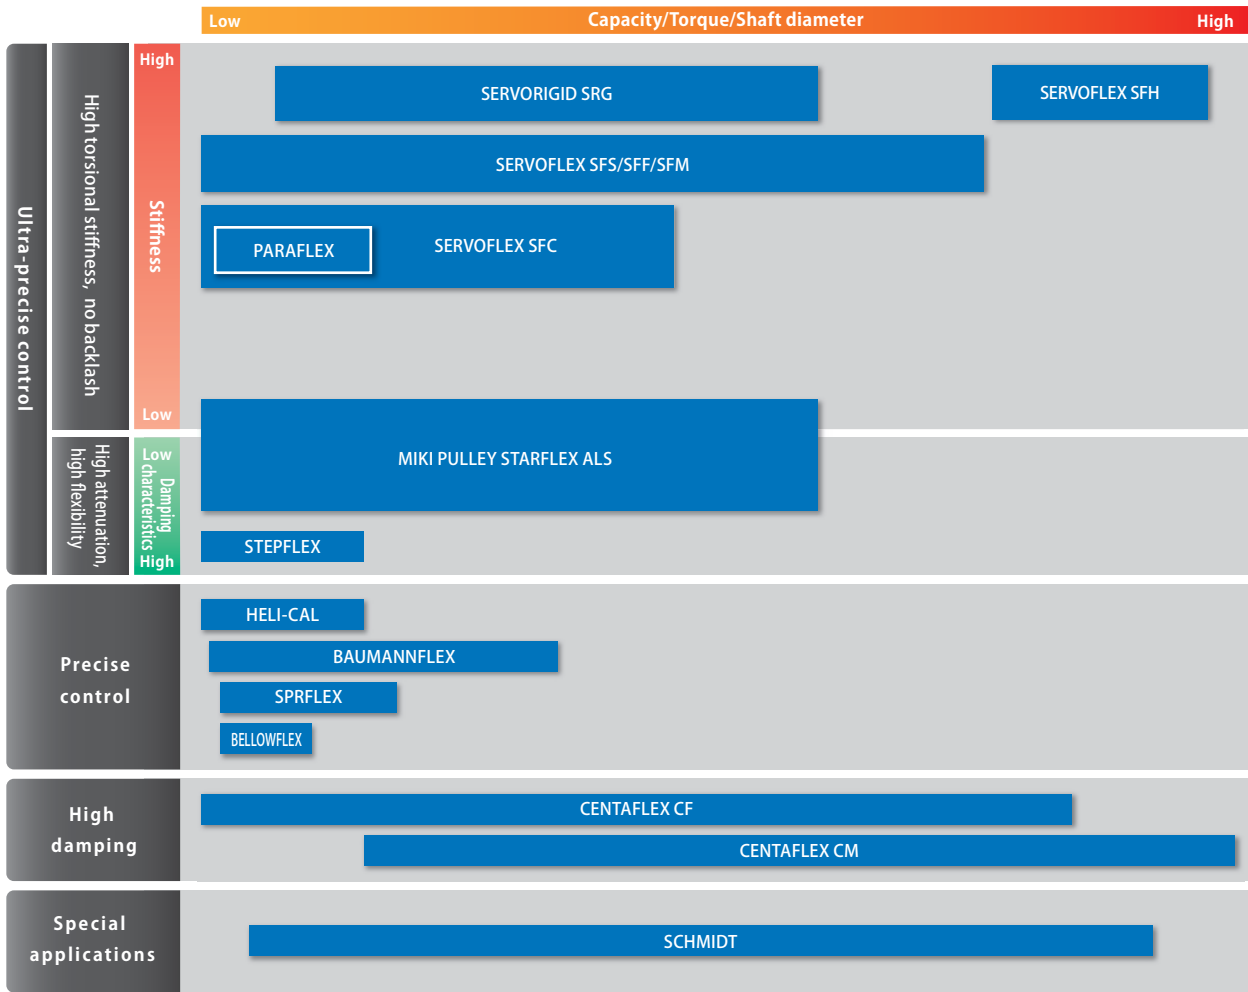 Low
Capacity/Torque/Shaft diameter
High
Ultra-precise control
High torsional stiffness, no backlash
High
Stiffness
Low
SERVORIGID SRG
SERVOFLEX SFH
SERVOFLEX SFS/SFF/SFM
PARAFLEX
SERVOFLEX SFC
MIKI PULLEY STARFLEX ALS
High attenuation,
high flexibility
Low
Damping
characteristics
High
STEPFLEX
Precise
control
HELI-CAL
BAUMANNFLEX
SPRFLEX
BELLOWFLEX
High
damping
CENTAFLEX CF
CENTAFLEX CM
Special
applications
SCHMIDT